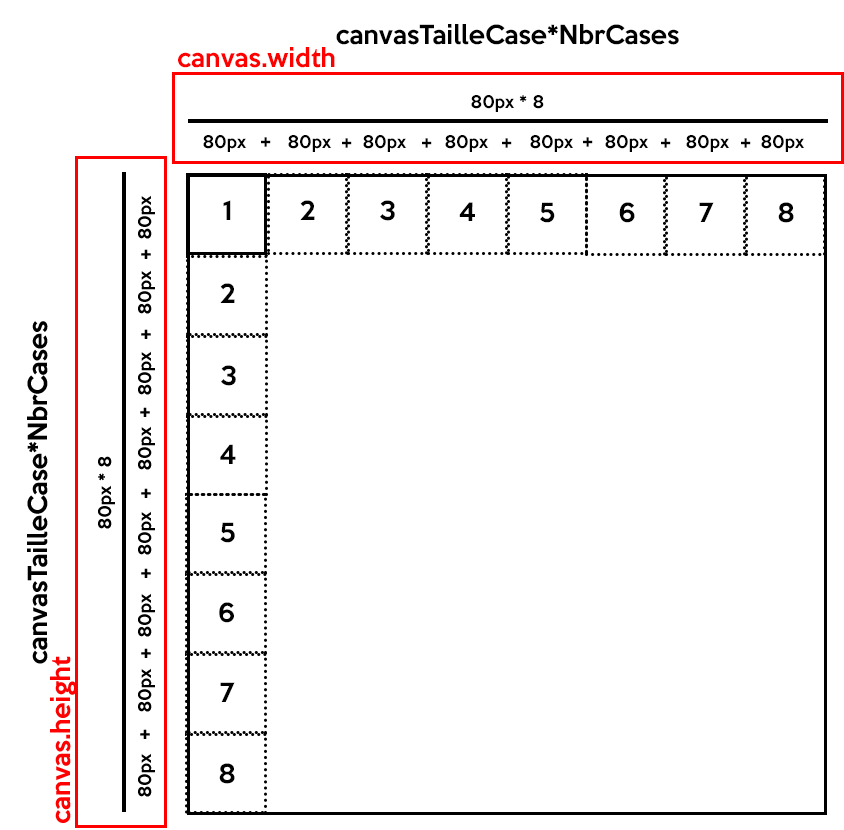 canvasTailleCase*NbrCases
canvas.width
80px * 8
80px + 80px + 80px + 80px + 80px + 80px + 80px + 80px
canvasTailleCase*NbrCases
canvas.height
80px * 8
80px + 80px + 80px + 80px + 80px + 80px + 80px + 80px
1 2 3 4 5 6 7 8
2
3
4
5
6
7
8